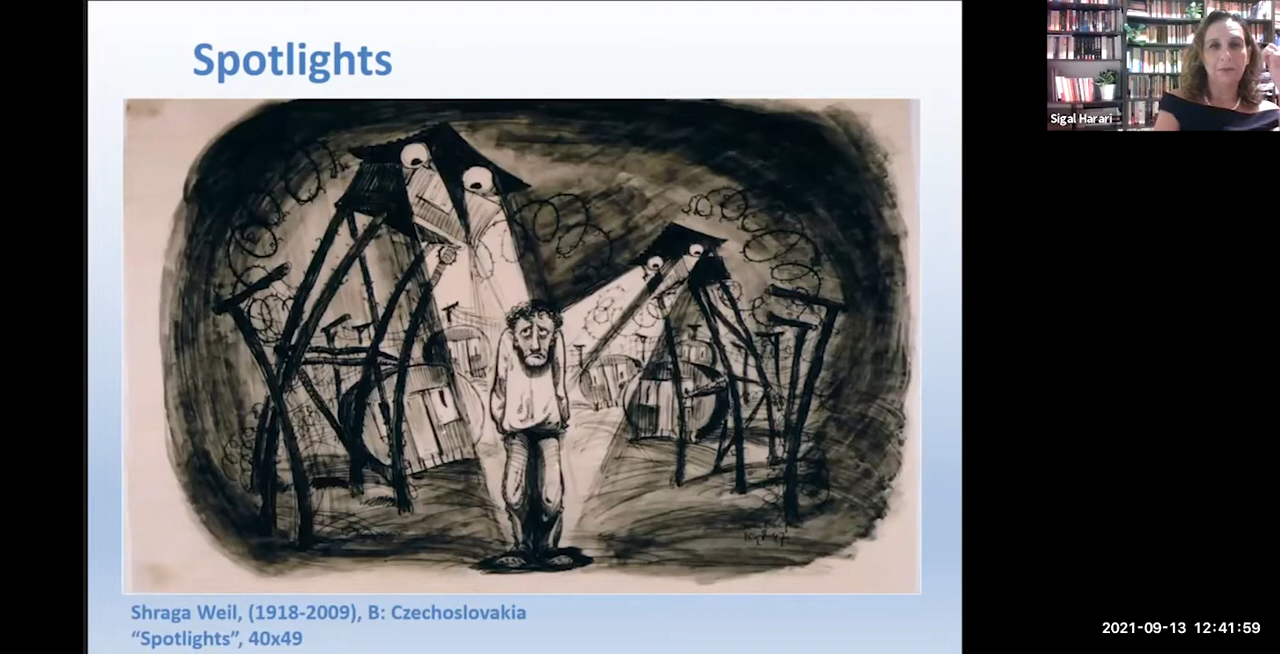 Spotlights
Sigal Harari
Shraga Weil, (1918-2009), B: Czechoslovakia
“Spotlights”, 40x49
2021-09-13 12:41:59